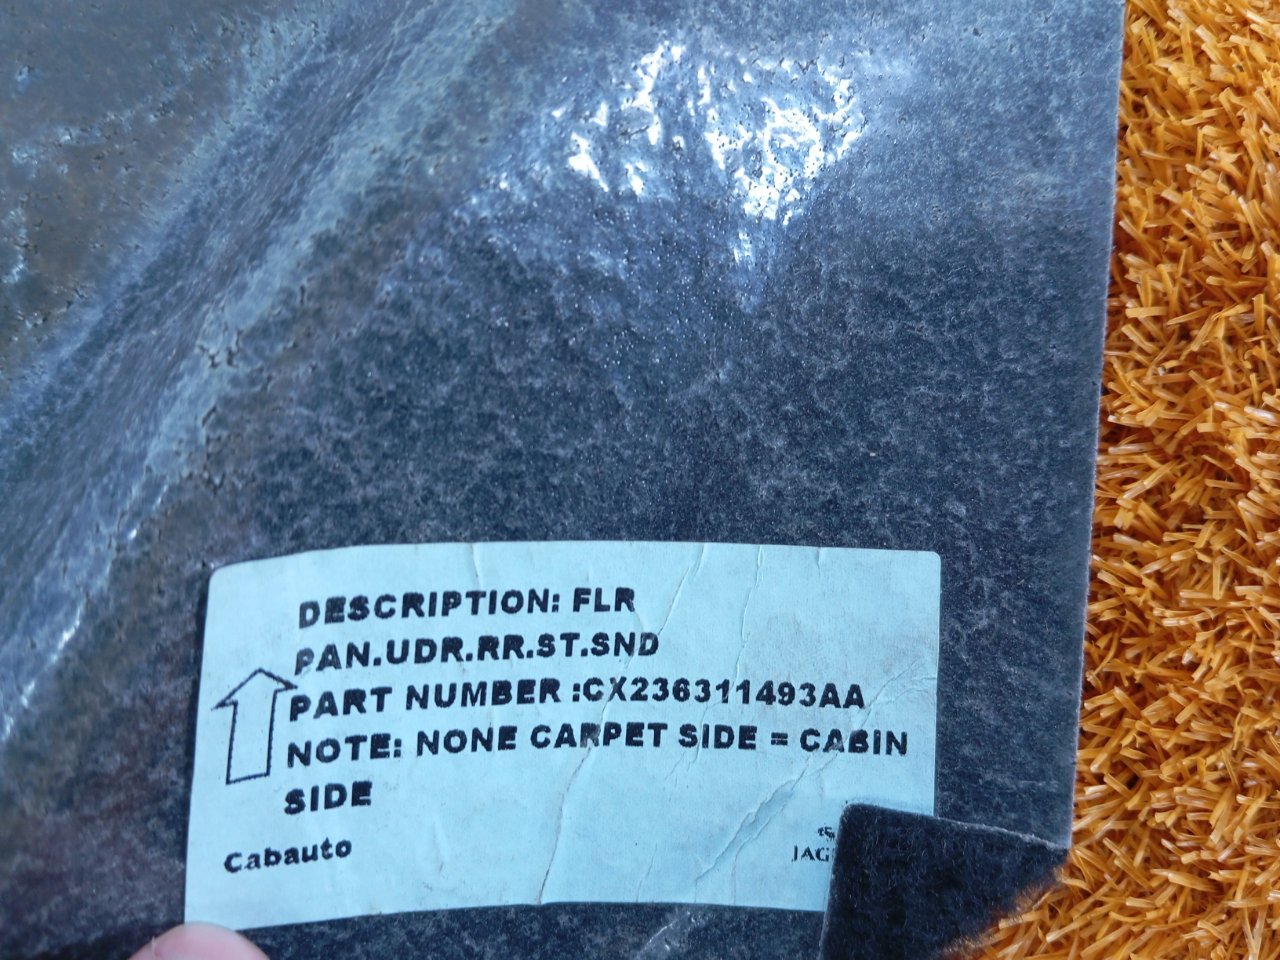 DESCRIPTION: FLR
PAN.UDR.RR.ST.SND
PART NUMBER :CX236311493AA
NOTE: NONE CARPET SIDE = CABIN
SIDE
Cabauto